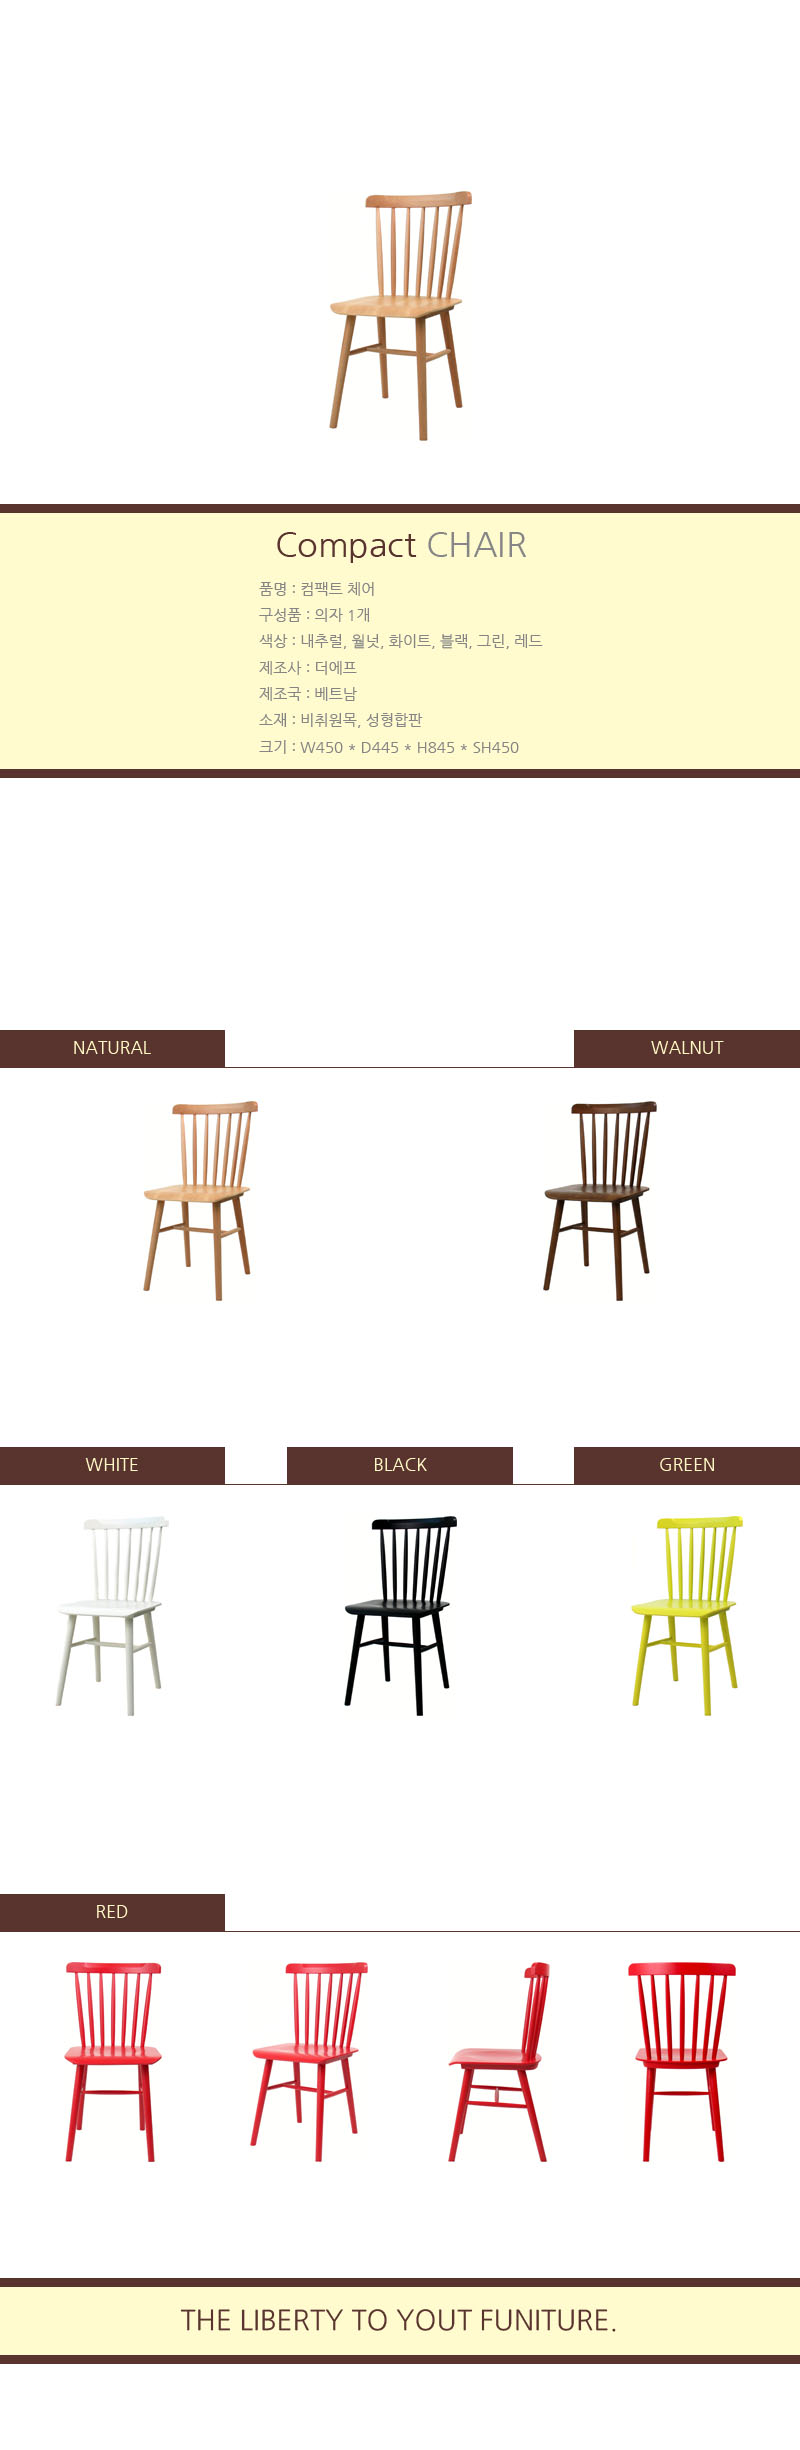 Compact CHAIR
품명 : 컴팩트 체어
구성품 : 의자 1개
색상 : 내추럴, 월넛, 화이트, 블랙, 그린, 레드
제조사 : 더에프
제조국 : 베트남
소재 : 비취원목, 성형합판
크기 : W450 * D445 * H845 * SH450
NATURAL WALNUT
WHITE BLACK GREEN
RED
THE LIBERTY TO YOUT FUNITURE.